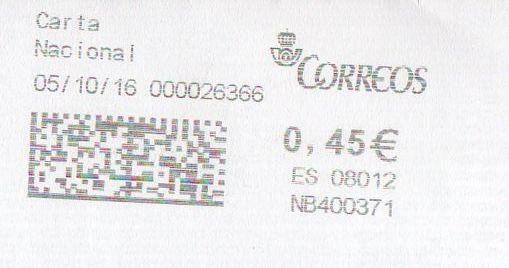 Carta
Nacional
05/10/16 000026366
CORREOS
0,45€
ES 08012
NB400371